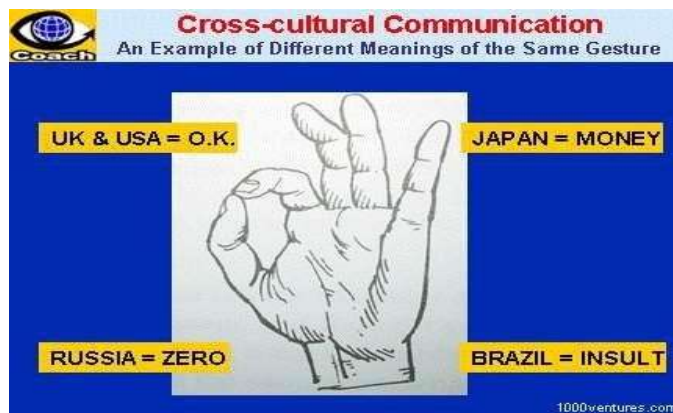 Cross-cultural Communication
An Example of Different Meanings of the Same Gesture
Coach
UK & USA = O.K.
JAPAN = MONEY
RUSSIA = ZERO
BRAZIL = INSULT
1000ventures.com